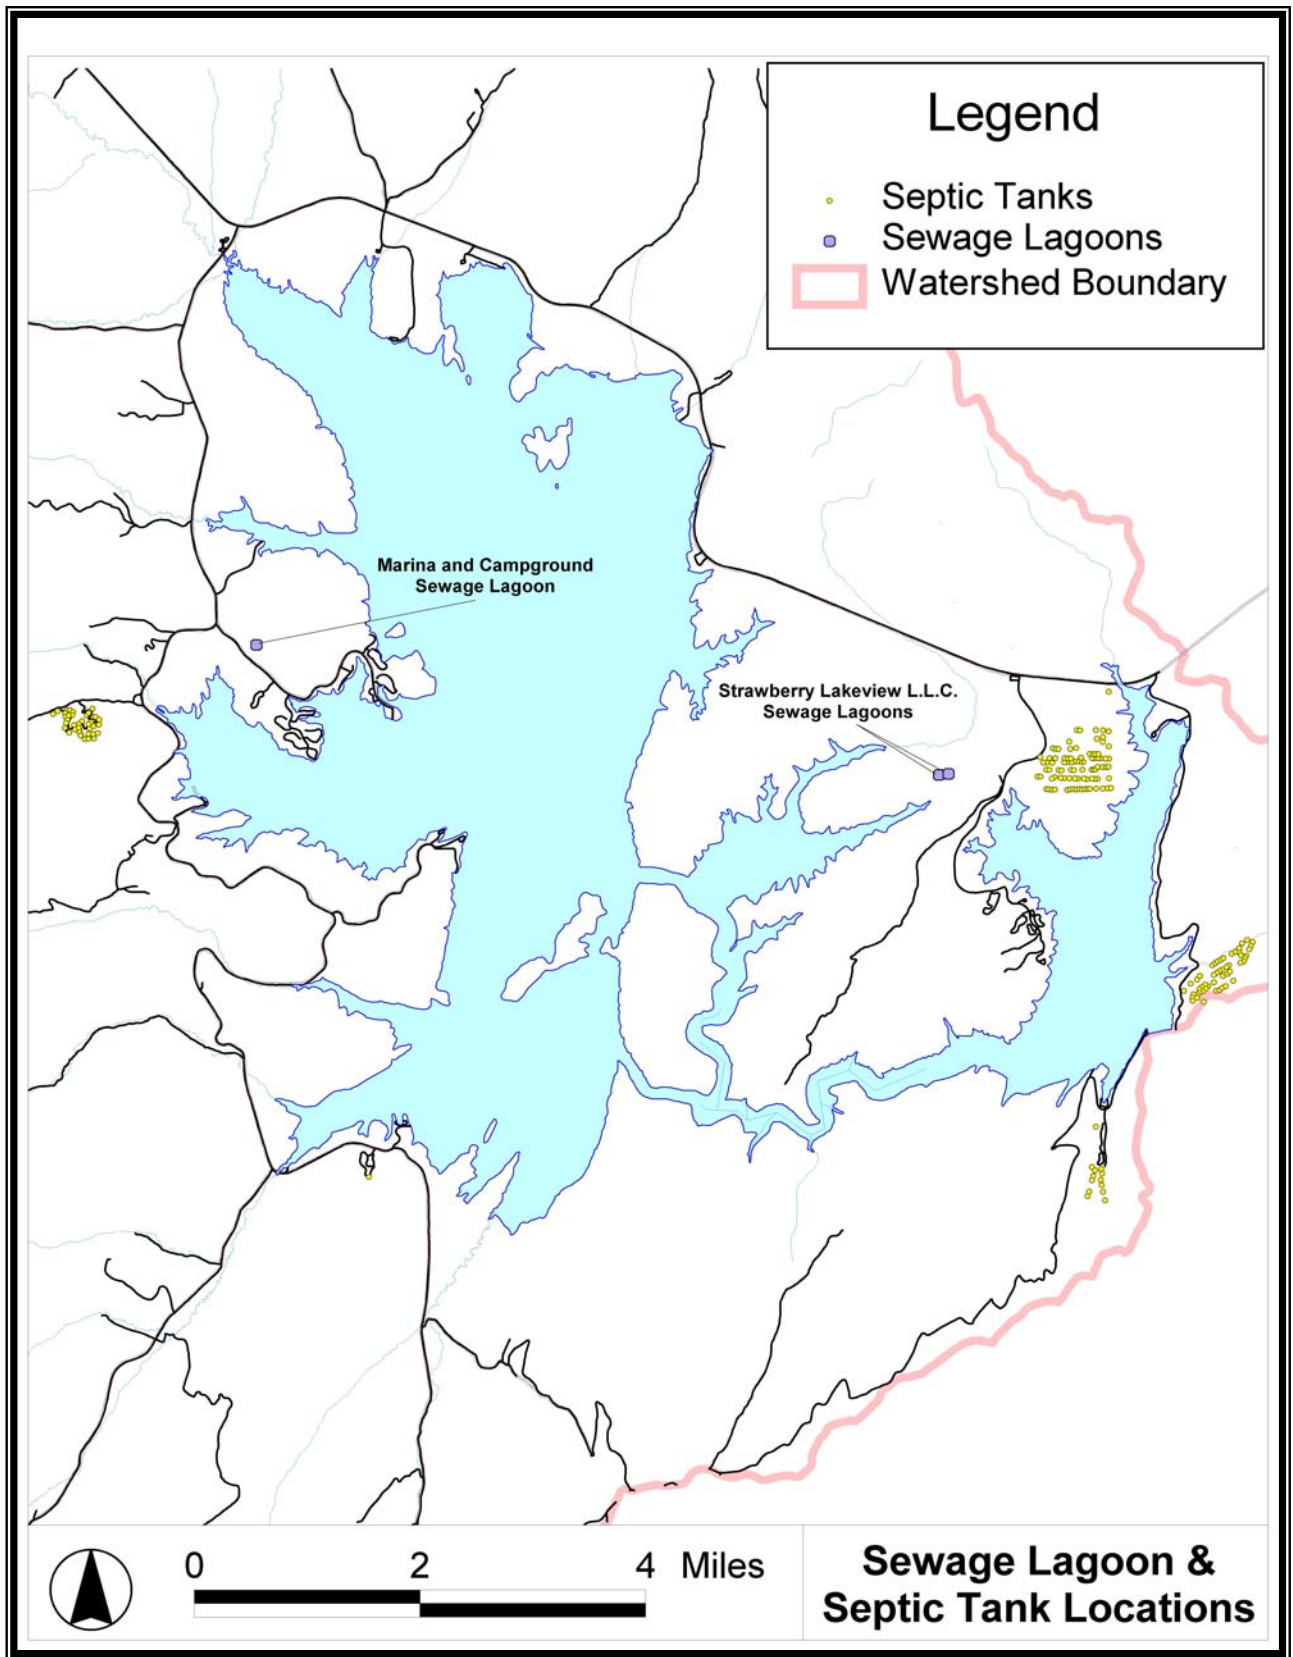 Legend
Septic Tanks
Sewage Lagoons
Watershed Boundary
Marina and Campground
Sewage Lagoon
Strawberry Lakeview L.L.C.
Sewage Lagoons
0 2 4 Miles
Sewage Lagoon &
Septic Tank Locations